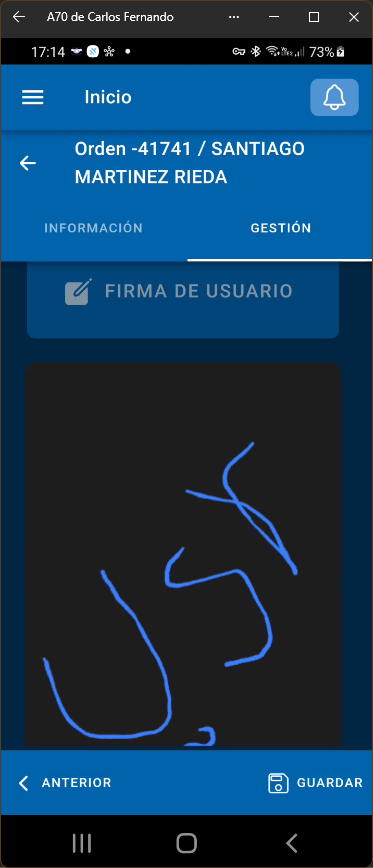 A70 de Carlos Fernando
17:14 73%
Inicio
Orden -41741 / SANTIAGO
MARTINEZ RIEDA
INFORMACIÓN GESTIÓN
FIRMA DE USUARIO
ANTERIOR GUARDAR